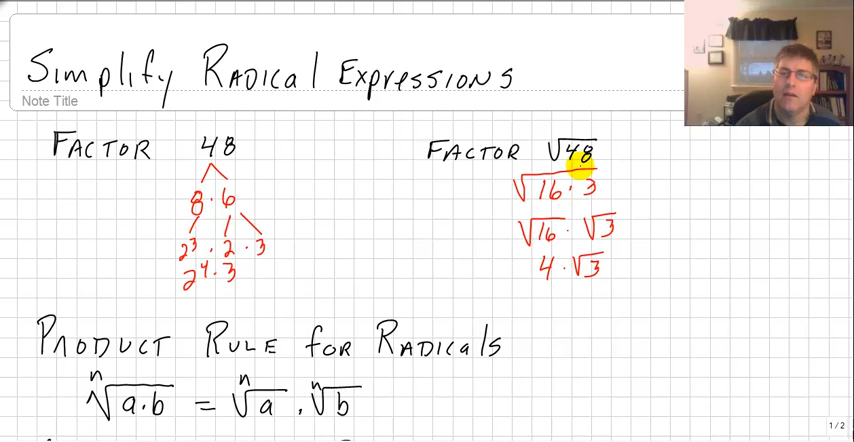 Simplify Radical Expressions
Note Title
Factor 48
8 · 6
2³ · 2 · 3
2⁴ · 3
Factor √48
√16 · 3
√16 · √3
4 · √3
Product Rule for Radicals
ⁿ√a·b = ⁿ√a · ⁿ√b
1/2